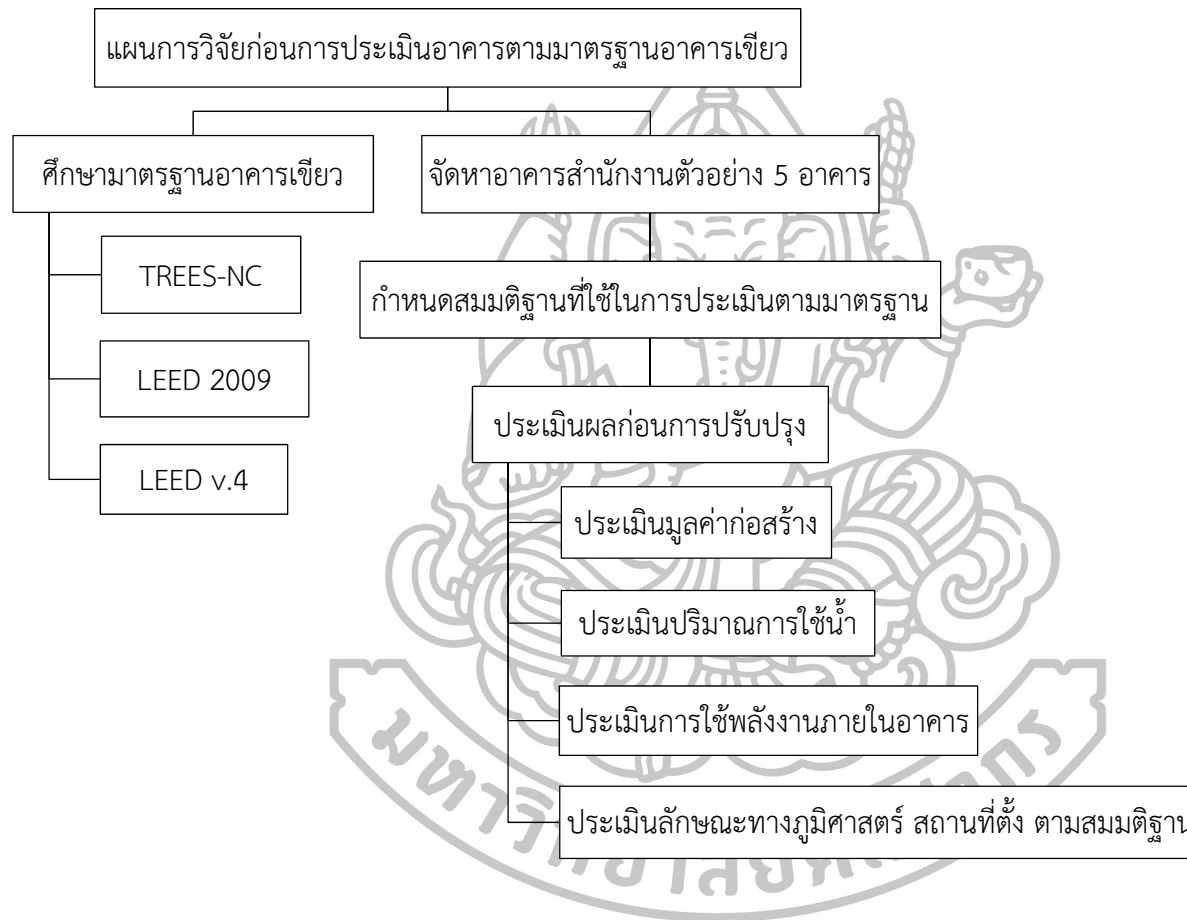 แผนการวิจัยก่อนการประเมินอาคารตามมาตรฐานอาคารเขียว
ศึกษามาตรฐานอาคารเขียว
TREES-NC
LEED 2009
LEED v.4
จัดหาอาคารสำนักงานตัวอย่าง 5 อาคาร
กำหนดสมมติฐานที่ใช้ในการประเมินตามมาตรฐาน
ประเมินผลก่อนการปรับปรุง
ประเมินมูลค่าก่อสร้าง
ประเมินปริมาณการใช้น้ำ
ประเมินการใช้พลังงานภายในอาคาร
ประเมินลักษณะทางภูมิศาสตร์ สถานที่ตั้ง ตามสมมติฐาน